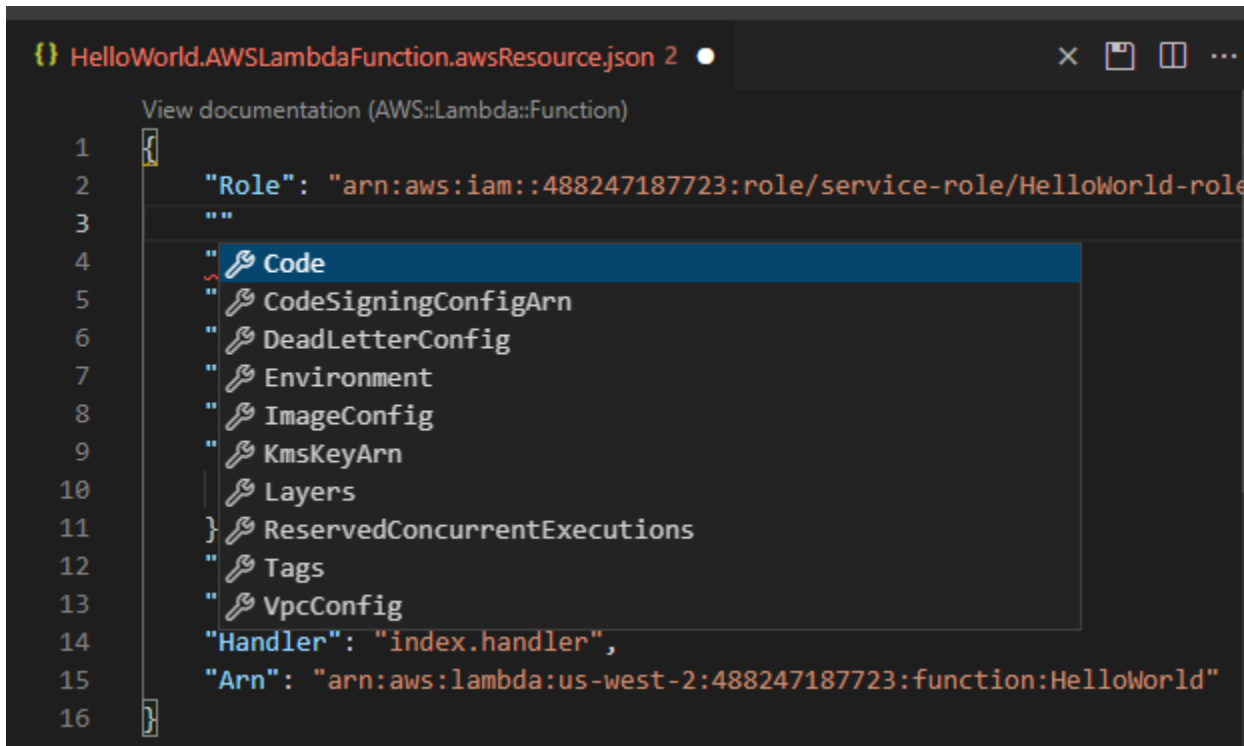 {} HelloWorld.AWSLambdaFunction.awsResource.json 2
View documentation (AWS::Lambda::Function)
1 {
2 "Role": "arn:aws:iam::488247187723:role/service-role/HelloWorld-role
3 ""
4 " Code
5 " CodeSigningConfigArn
6 " DeadLetterConfig
7 " Environment
8 " ImageConfig
9 " KmsKeyArn
10 Layers
11 } ReservedConcurrentExecutions
12 " Tags
13 " VpcConfig
14 "Handler": "index.handler",
15 "Arn": "arn:aws:lambda:us-west-2:488247187723:function:HelloWorld"
16 }